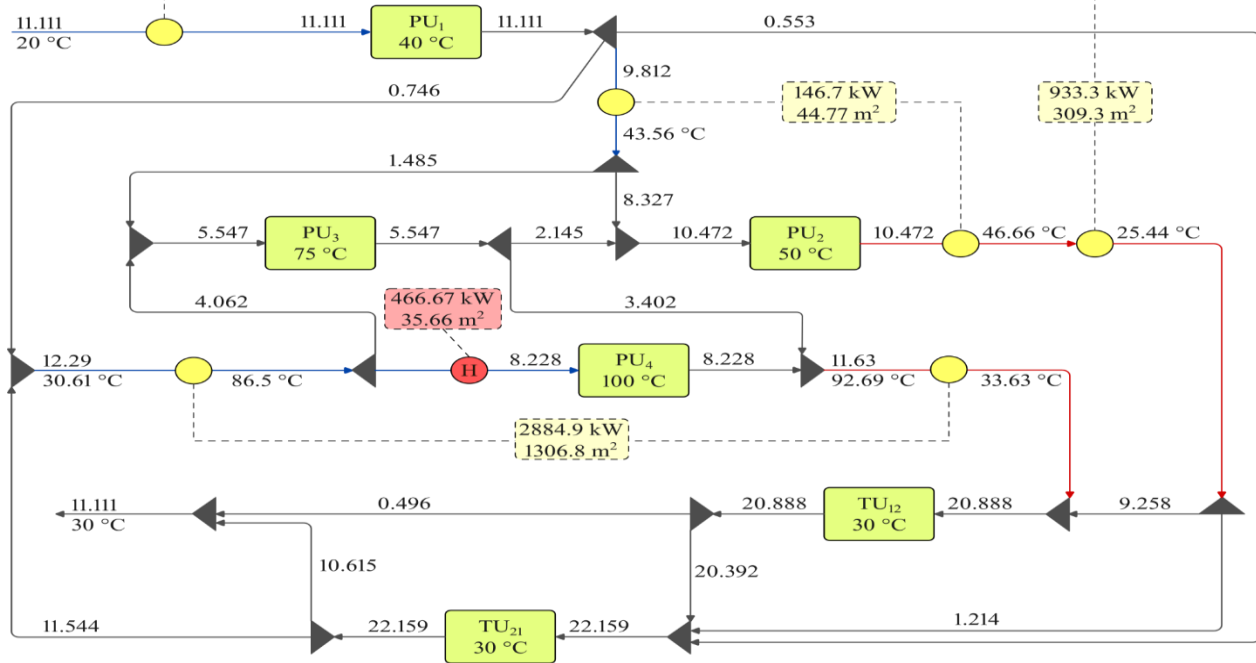 11.111
11.111
PU1
11.111
0.553
20 °C
40 °C
9.812
0.746
146.7 kW
44.77 m²
933.3 kW
309.3 m²
43.56 °C
1.485
8.327
5.547
PU3
75 °C
5.547
2.145
10.472
PU2
50 °C
10.472
46.66 °C
25.44 °C
4.062
466.67 kW
35.66 m²
3.402
12.29
30.61 °C
86.5 °C
H
8.228
PU4
100 °C
8.228
11.63
92.69 °C
33.63 °C
2884.9 kW
1306.8 m²
11.111
30 °C
0.496
20.888
TU12
30 °C
20.888
9.258
10.615
20.392
11.544
22.159
TU21
30 °C
22.159
1.214